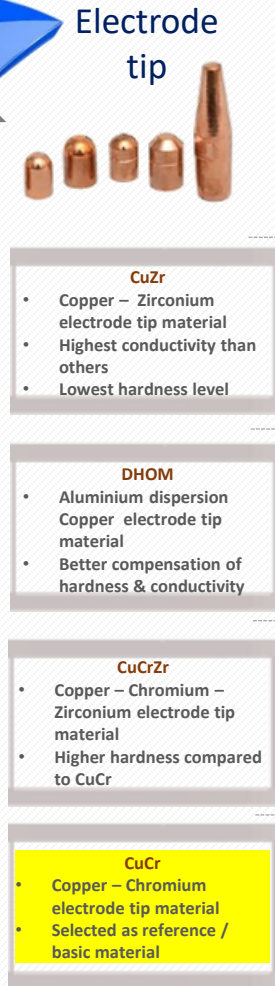 Electrode
tip
CuZr
• Copper – Zirconium
electrode tip material
• Highest conductivity than
others
• Lowest hardness level
DHOM
• Aluminium dispersion
Copper electrode tip
material
• Better compensation of
hardness & conductivity
CuCrZr
• Copper – Chromium –
Zirconium electrode tip
material
• Higher hardness compared
to CuCr
CuCr
• Copper – Chromium
electrode tip material
• Selected as reference /
basic material